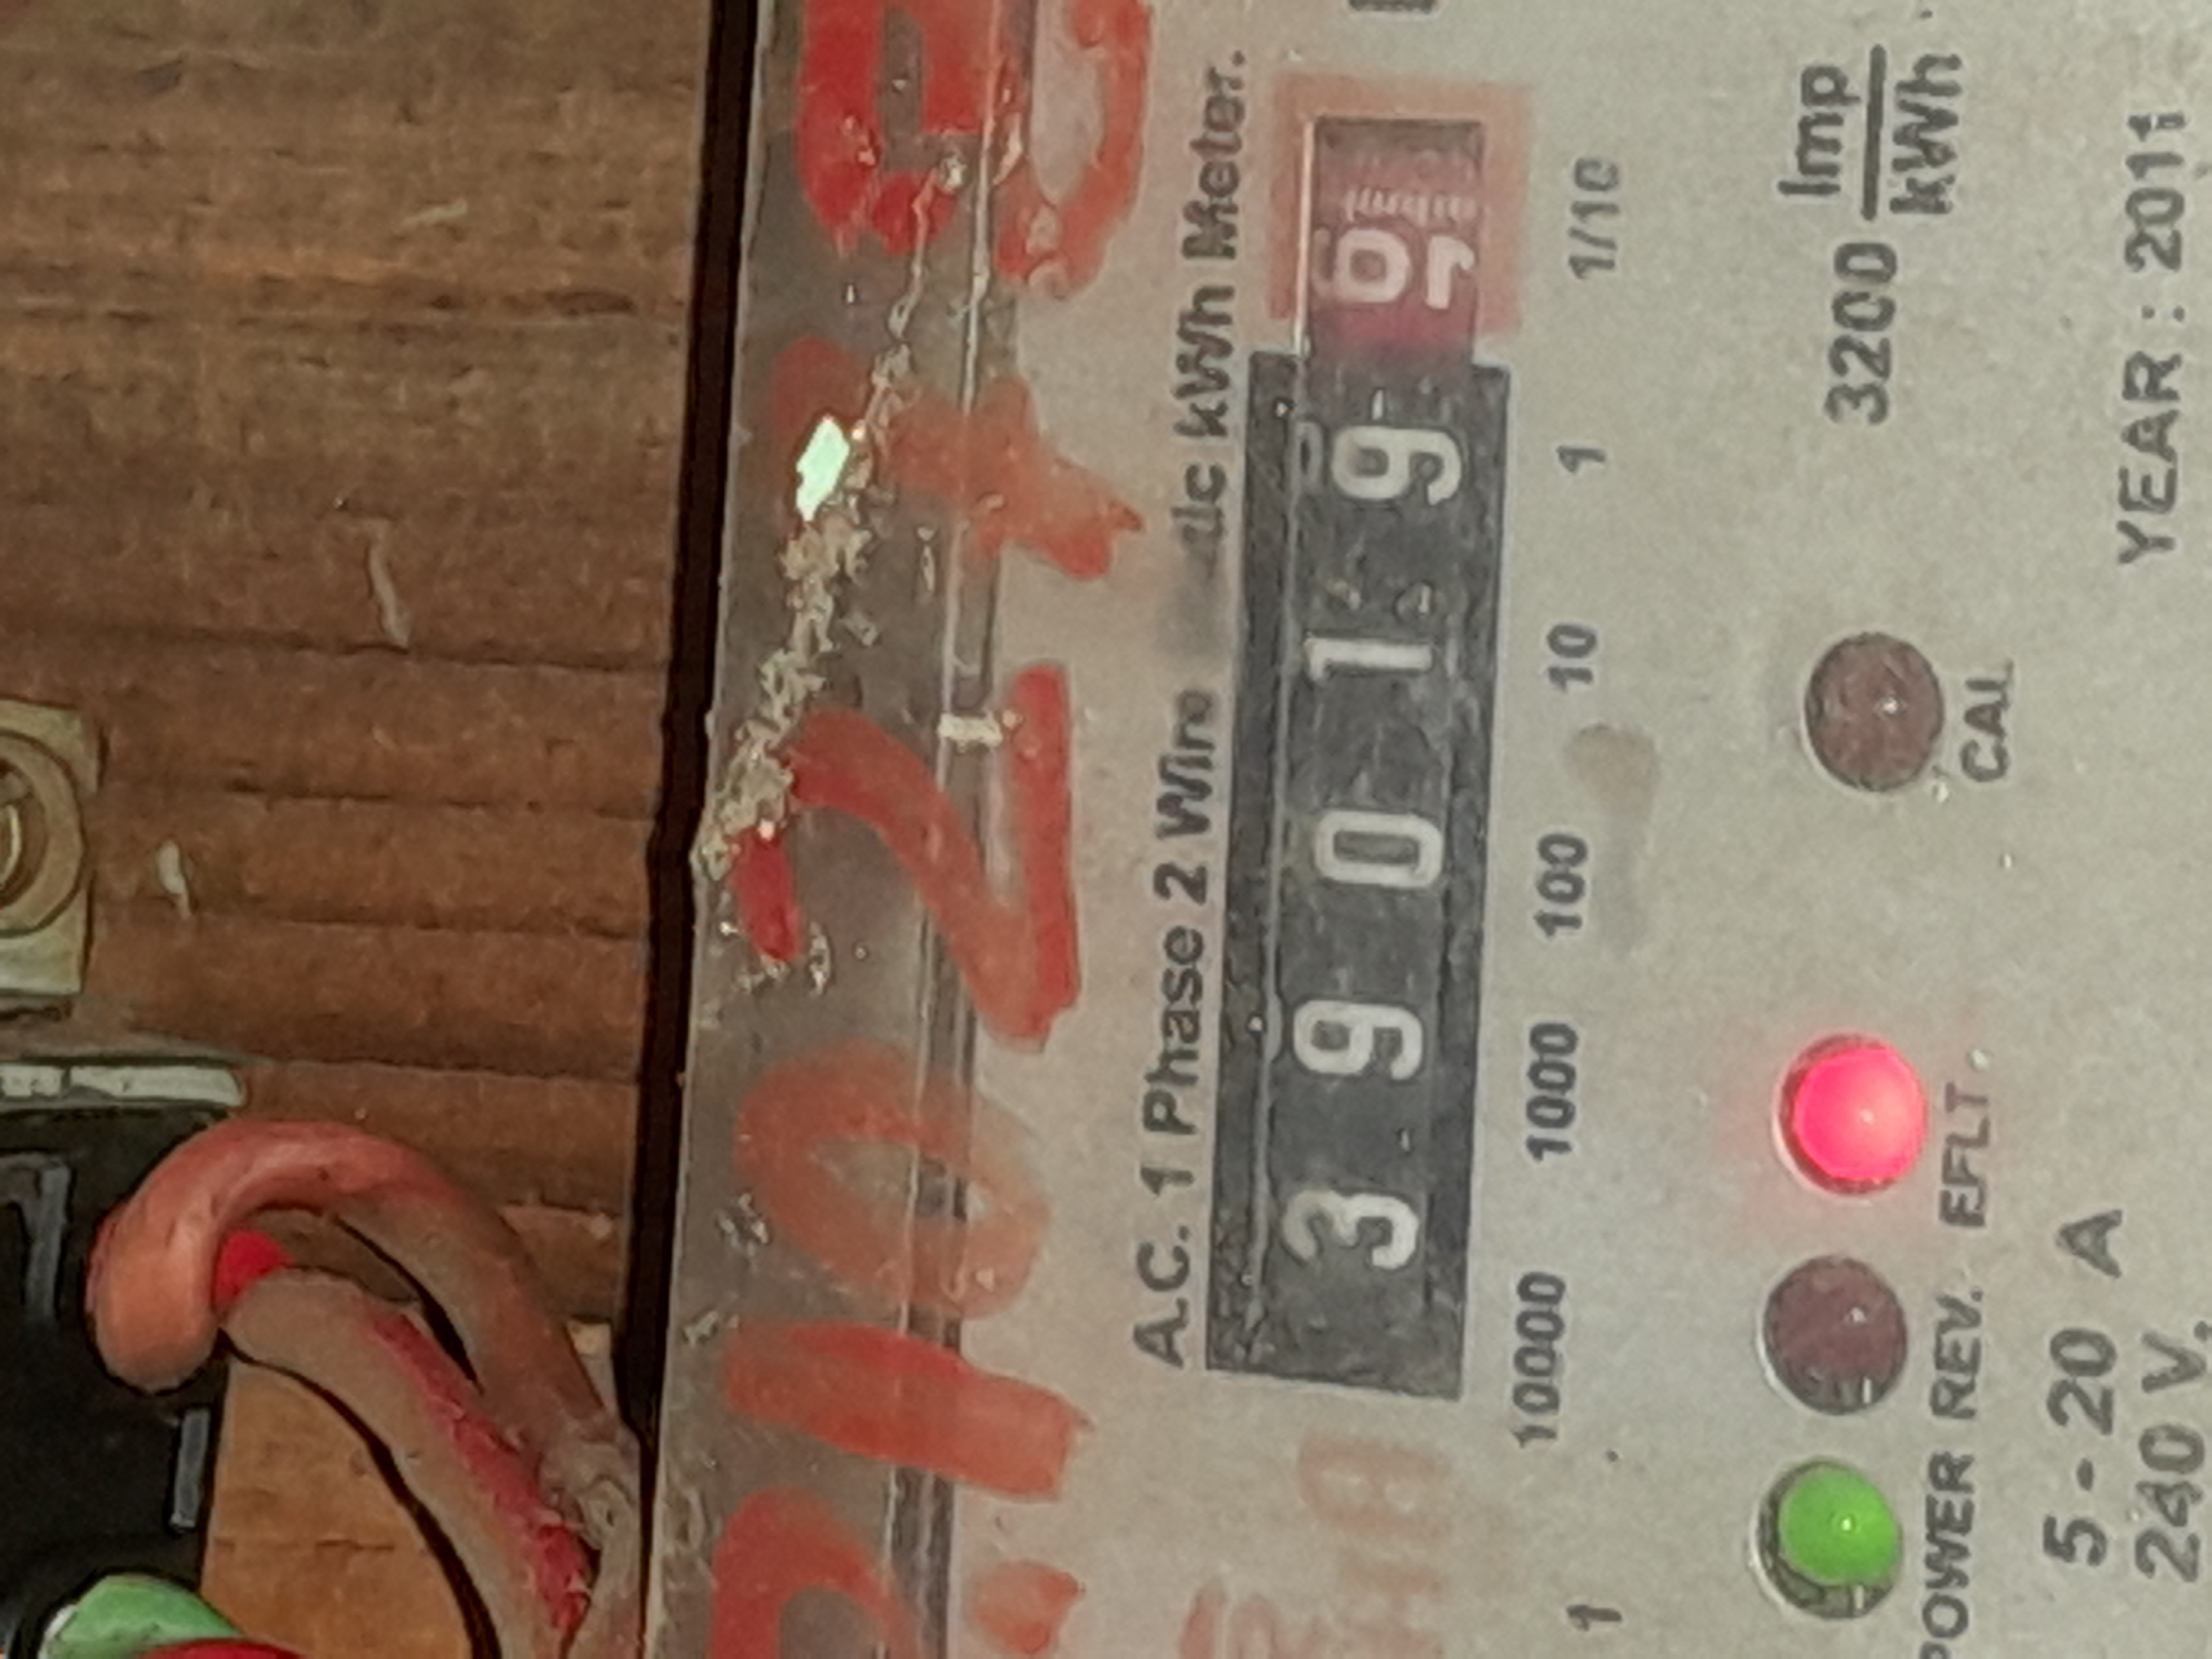 A.C. 1 Phase 2 Wire
kWh Meter.
3 9 0 1 9
10000 1000 100 10 1 1/10
POWER REV. EFLT. CAL
3200 Imp/kWh
5 - 20 A
240 V.
YEAR : 2011